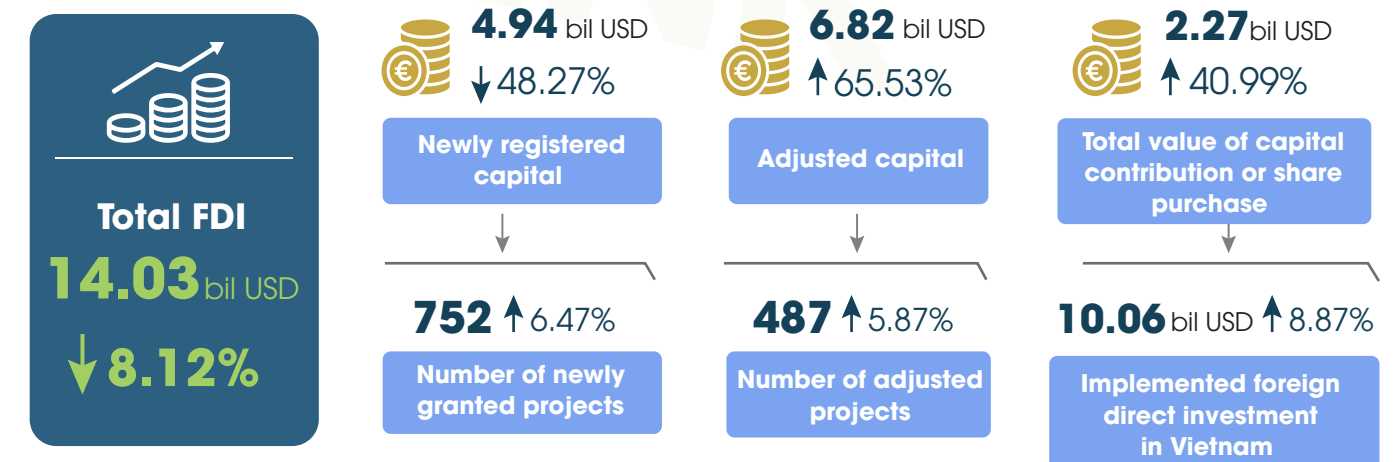 Total FDI
14.03 bil USD
8.12%
4.94 bil USD
48.27%
Newly registered
capital
752 6.47%
Number of newly
granted projects
6.82 bil USD
65.53%
Adjusted capital
487 5.87%
Number of adjusted
projects
2.27 bil USD
40.99%
Total value of capital
contribution or share
purchase
10.06 bil USD 8.87%
Implemented foreign
direct investment
in Vietnam